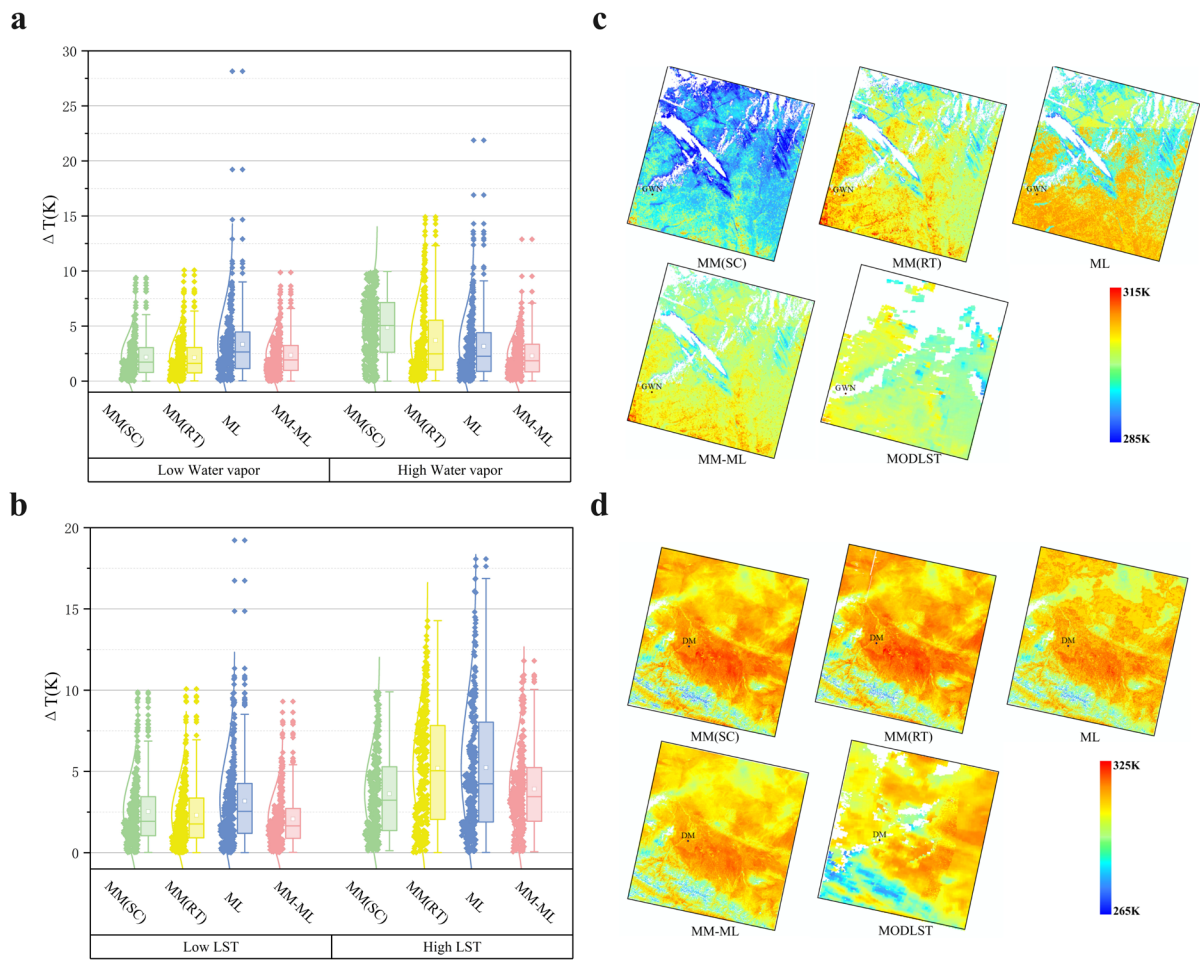 a
Δ T(K)
30
25
20
15
10
5
0
MM(SC)
MM(RT)
ML
MM-ML
MM(SC)
MM(RT)
ML
MM-ML
Low Water vapor
High Water vapor
b
Δ T(K)
20
15
10
5
0
MM(SC)
MM(RT)
ML
MM-ML
MM(SC)
MM(RT)
ML
MM-ML
Low LST
High LST
c
GWN
MM(SC)
GWN
MM(RT)
GWN
ML
GWN
MM-ML
GWN
MODLST
315K
285K
d
DM
MM(SC)
DM
MM(RT)
DM
ML
DM
MM-ML
DM
MODLST
325K
265K